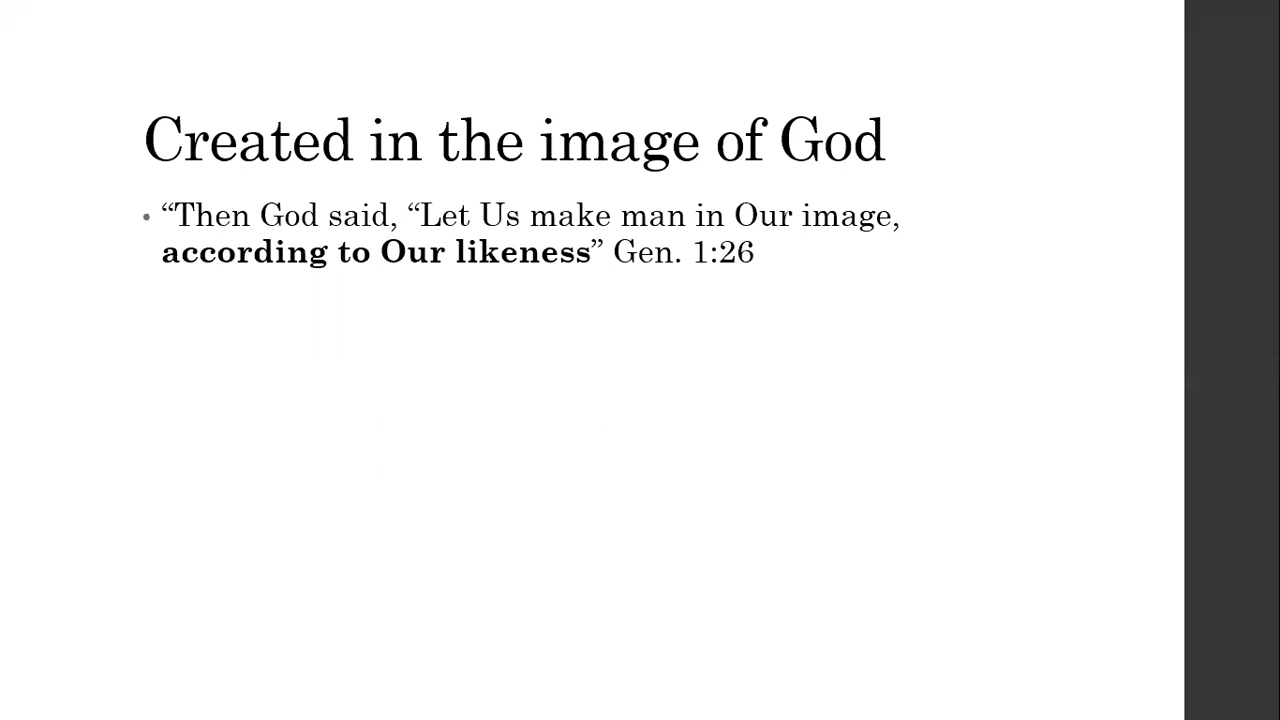 Created in the image of God
• “Then God said, “Let Us make man in Our image,
according to Our likeness” Gen. 1:26